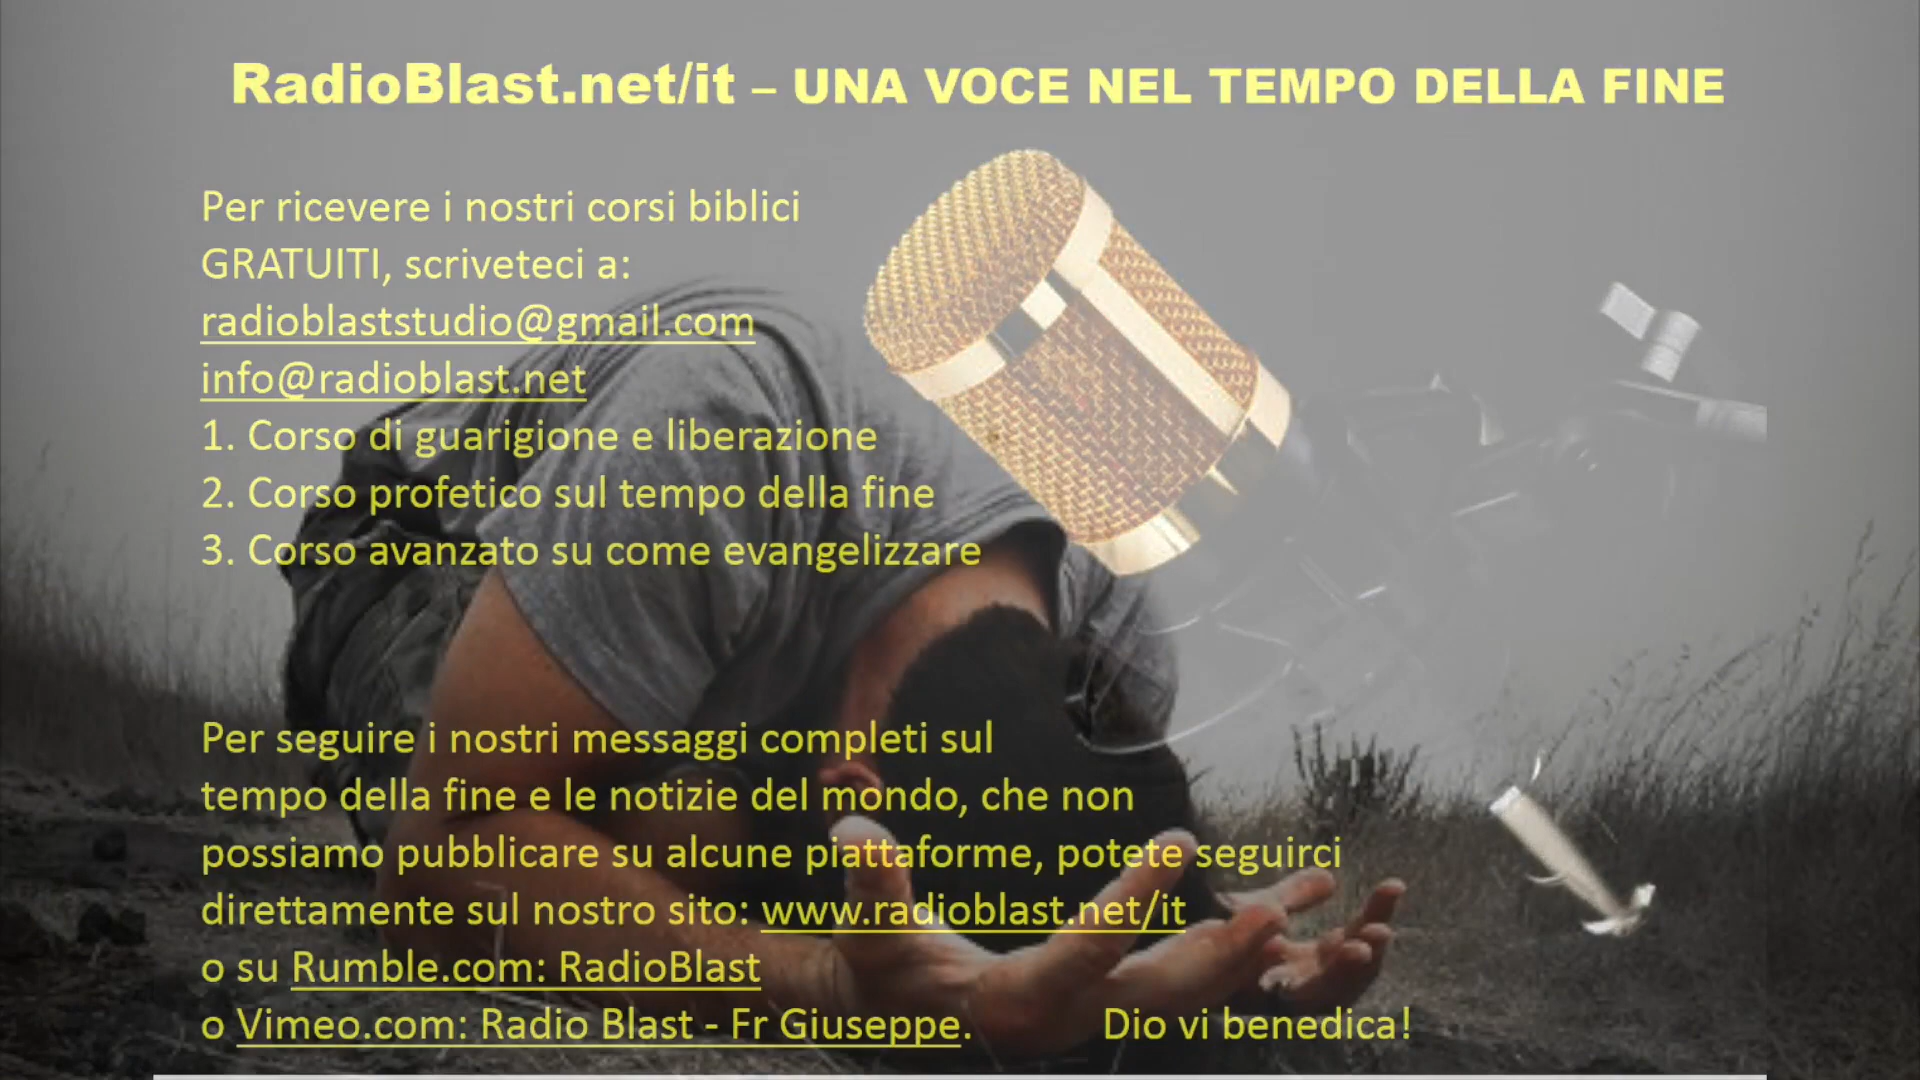 RadioBlast.net/it – UNA VOCE NEL TEMPO DELLA FINE
Per ricevere i nostri corsi biblici
GRATUITI, scriveteci a:
radioblaststudio@gmail.com
info@radioblast.net
1. Corso di guarigione e liberazione
2. Corso profetico sul tempo della fine
3. Corso avanzato su come evangelizzare
Per seguire i nostri messaggi completi sul
tempo della fine e le notizie del mondo, che non
possiamo pubblicare su alcune piattaforme, potete seguirci
direttamente sul nostro sito: www.radioblast.net/it
o su Rumble.com: RadioBlast
o Vimeo.com: Radio Blast - Fr Giuseppe. Dio vi benedica!